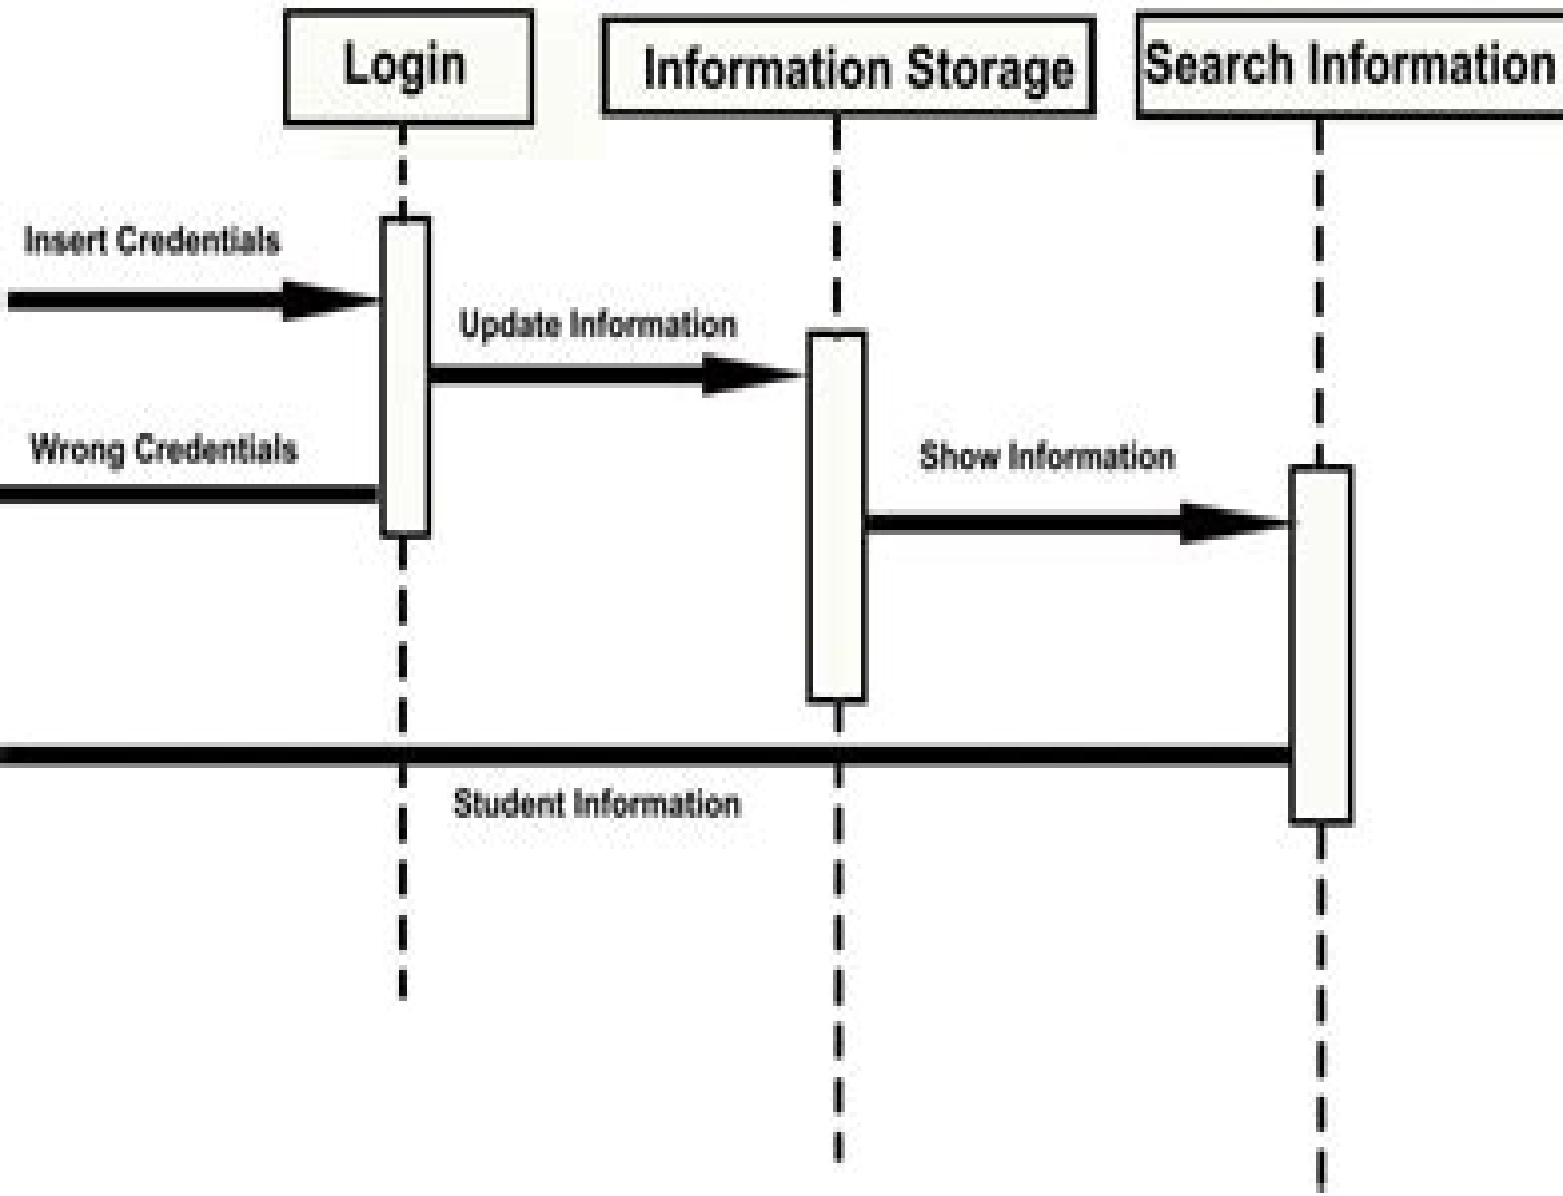 Login
Information Storage
Search Information
Insert Credentials
Update Information
Wrong Credentials
Show Information
Student Information